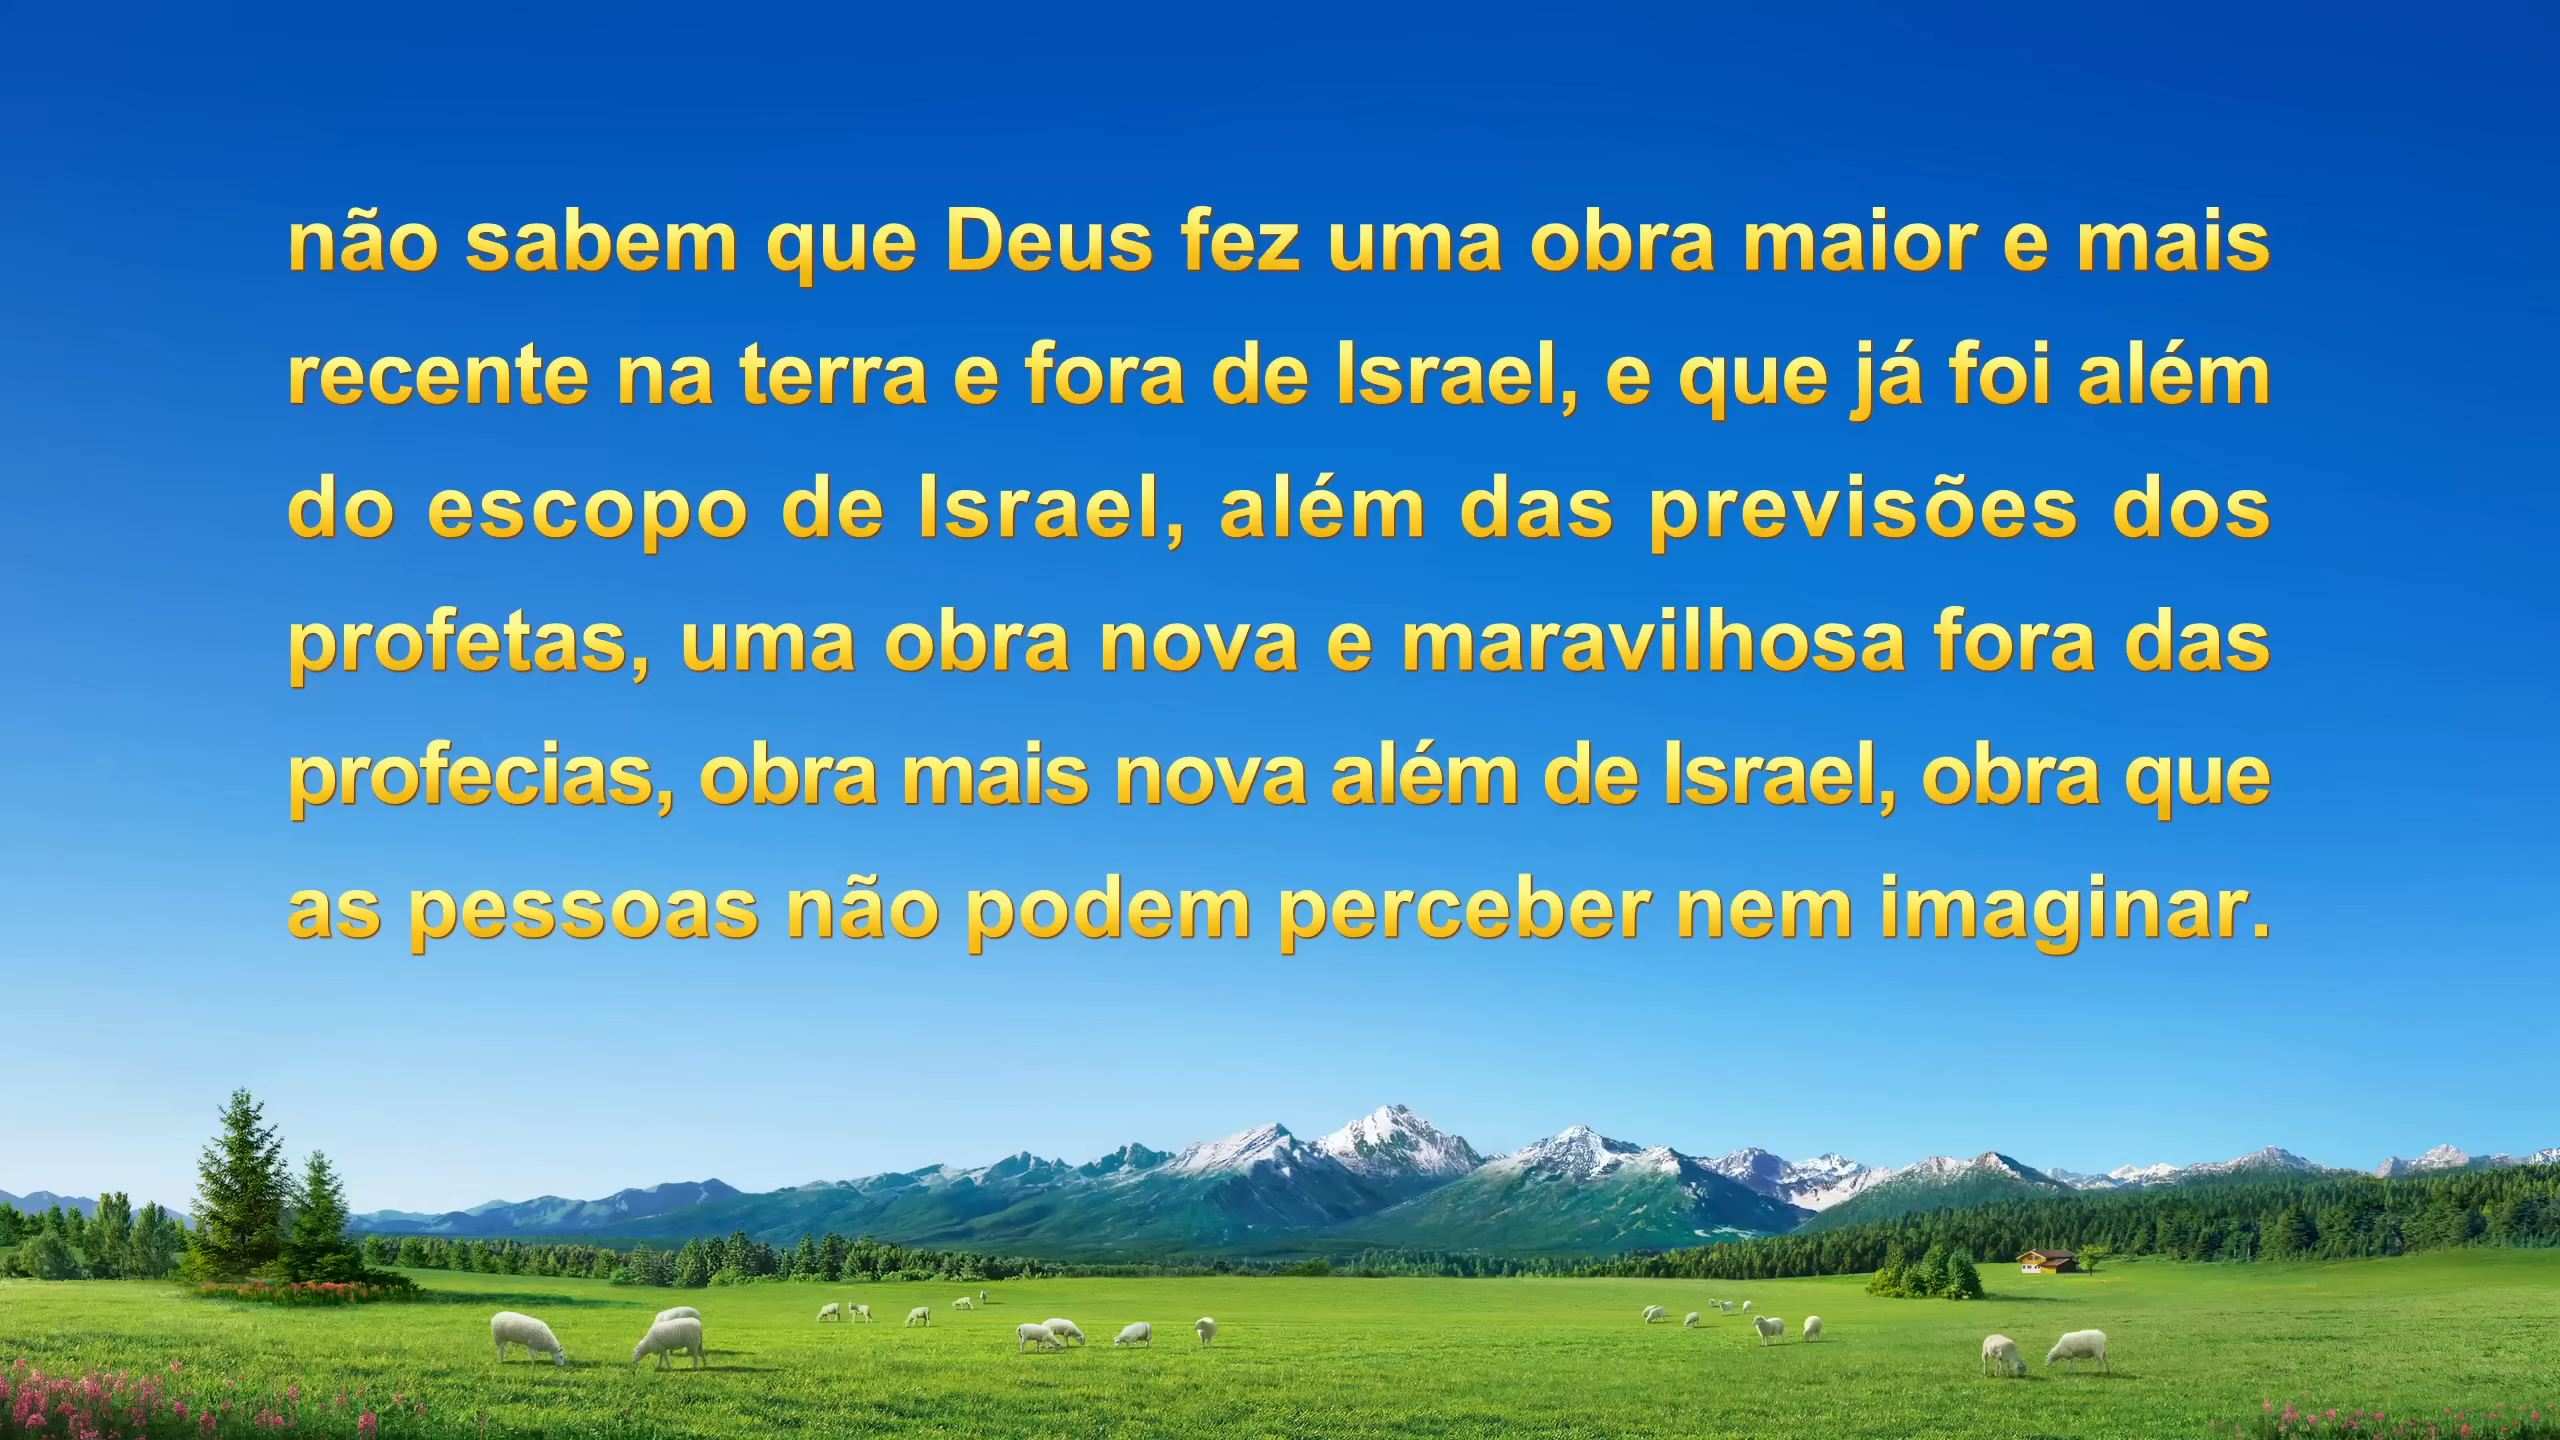 não sabem que Deus fez uma obra maior e mais
recente na terra e fora de Israel, e que já foi além
do escopo de Israel, além das previsões dos
profetas, uma obra nova e maravilhosa fora das
profecias, obra mais nova além de Israel, obra que
as pessoas não podem perceber nem imaginar.